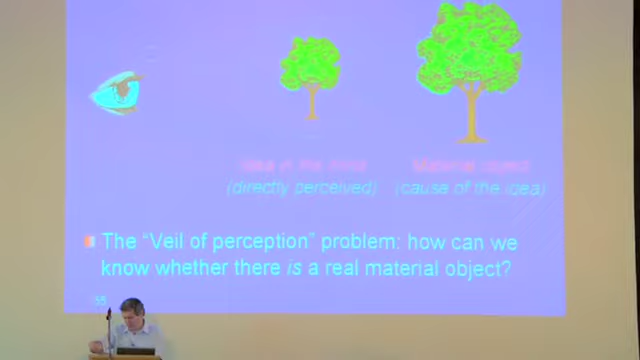 Idea in the mind Material object
(directly perceived) (cause of the idea)
The "Veil of perception" problem: how can we
know whether there is a real material object?